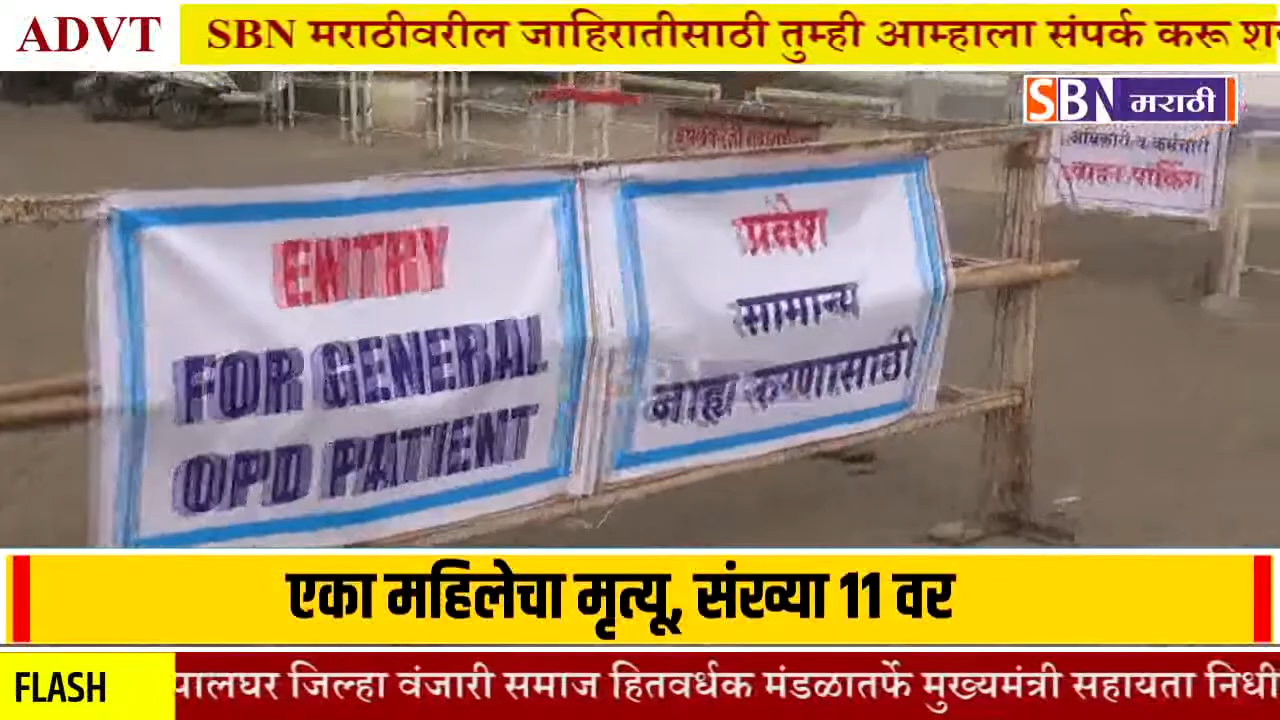 ADVT
SBN मराठीवरील जाहिरातीसाठी तुम्ही आम्हाला संपर्क करू
SBN मराठी
व कर्मचारी
वाहन पार्किंग
ENTRY
FOR GENERAL
OPD PATIENT
प्रवेश
सामान्य
बाह्य रुग्णासाठी
एका महिलेचा मृत्यू, संख्या 11 वर
FLASH
पालघर जिल्हा वंजारी समाज हितवर्धक मंडळातर्फे मुख्यमंत्री सहायता निधी